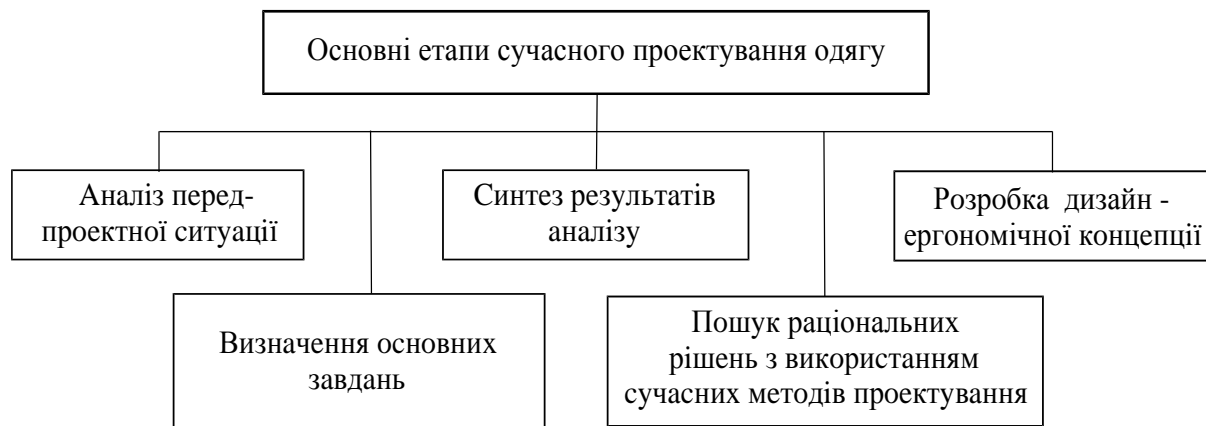 Основні етапи сучасного проектування одягу
Аналіз перед-
проектної ситуації
Синтез результатів
аналізу
Розробка дизайн -
ергономічної концепції
Визначення основних
завдань
Пошук раціональних
рішень з використанням
сучасних методів проектування